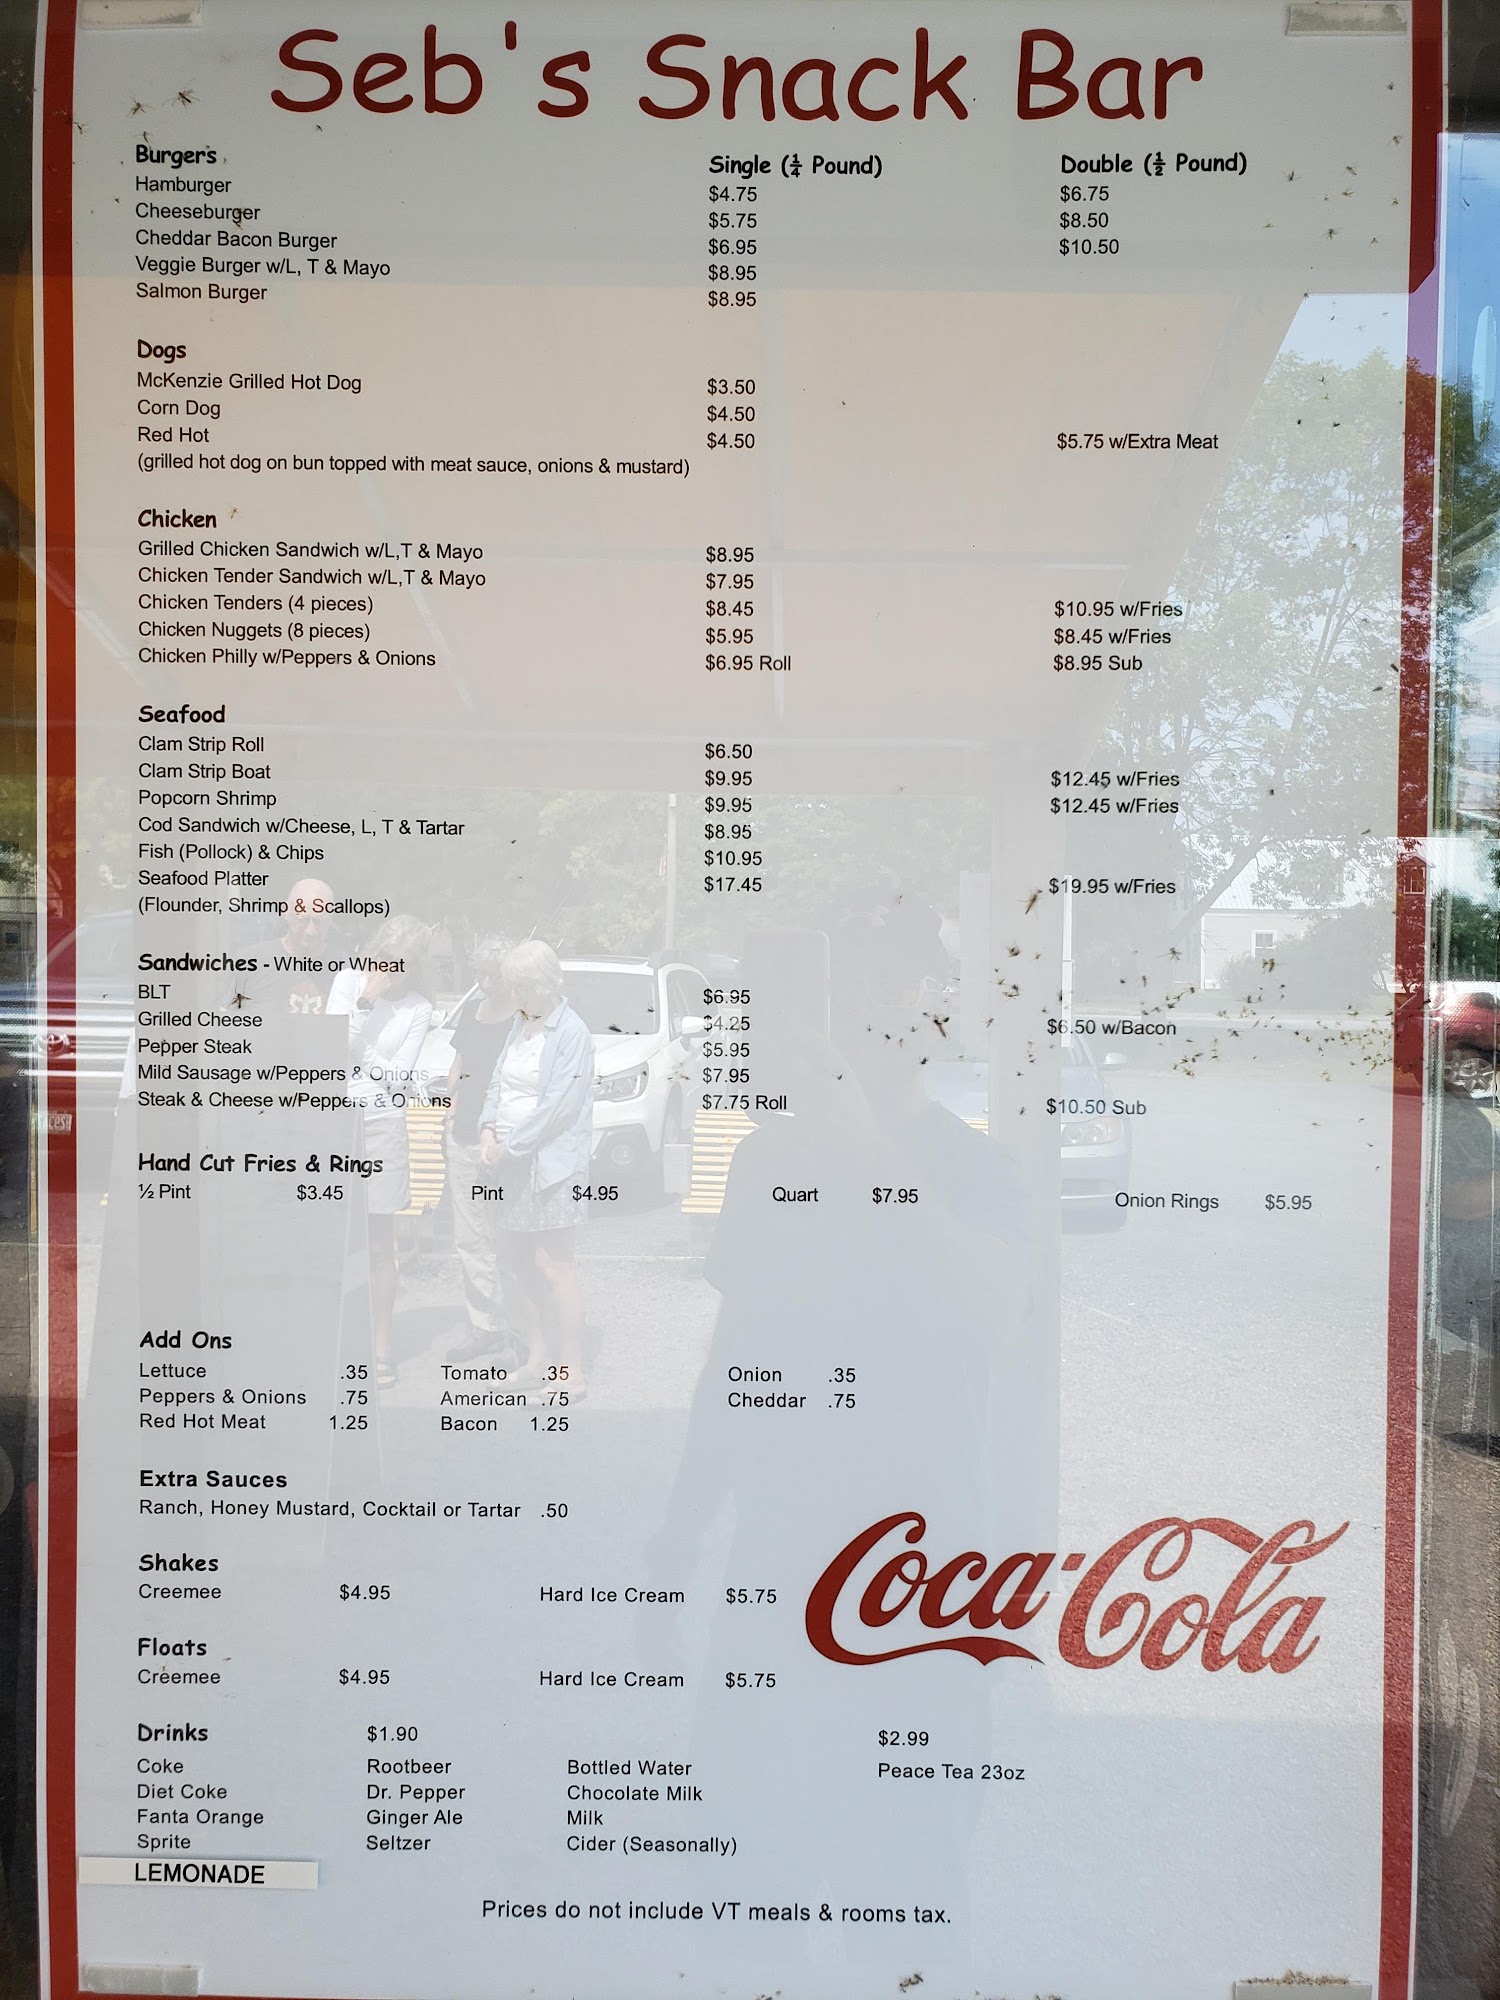 Seb's Snack Bar
Burgers Single (¼ Pound) Double (½ Pound)
Hamburger $4.75 $6.75
Cheeseburger $5.75 $8.50
Cheddar Bacon Burger $6.95 $10.50
Veggie Burger w/L, T & Mayo $8.95
Salmon Burger $8.95
Dogs
McKenzie Grilled Hot Dog $3.50
Corn Dog $4.50
Red Hot $4.50 $5.75 w/Extra Meat
(grilled hot dog on bun topped with meat sauce, onions & mustard)
Chicken
Grilled Chicken Sandwich w/L,T & Mayo $8.95
Chicken Tender Sandwich w/L,T & Mayo $7.95
Chicken Tenders (4 pieces) $8.45 $10.95 w/Fries
Chicken Nuggets (8 pieces) $5.95 $8.45 w/Fries
Chicken Philly w/Peppers & Onions $6.95 Roll $8.95 Sub
Seafood
Clam Strip Roll $6.50
Clam Strip Boat $9.95 $12.45 w/Fries
Popcorn Shrimp $9.95 $12.45 w/Fries
Cod Sandwich w/Cheese, L, T & Tartar $8.95
Fish (Pollock) & Chips $10.95
Seafood Platter $17.45 $19.95 w/Fries
(Flounder, Shrimp & Scallops)
Sandwiches - White or Wheat
BLT $6.95
Grilled Cheese $4.25 $6.50 w/Bacon
Pepper Steak $5.95
Mild Sausage w/Peppers & Onions $7.95
Steak & Cheese w/Peppers & Onions $7.75 Roll $10.50 Sub
Hand Cut Fries & Rings
½ Pint $3.45 Pint $4.95 Quart $7.95 Onion Rings $5.95
Add Ons
Lettuce .35 Tomato .35 Onion .35
Peppers & Onions .75 American .75 Cheddar .75
Red Hot Meat 1.25 Bacon 1.25
Extra Sauces
Ranch, Honey Mustard, Cocktail or Tartar .50
Shakes
Creemee $4.95 Hard Ice Cream $5.75
Coca-Cola
Floats
Creemee $4.95 Hard Ice Cream $5.75
Drinks $1.90 $2.99
Coke Rootbeer Bottled Water Peace Tea 23oz
Diet Coke Dr. Pepper Chocolate Milk
Fanta Orange Ginger Ale Milk
Sprite Seltzer Cider (Seasonally)
LEMONADE
Prices do not include VT meals & rooms tax.